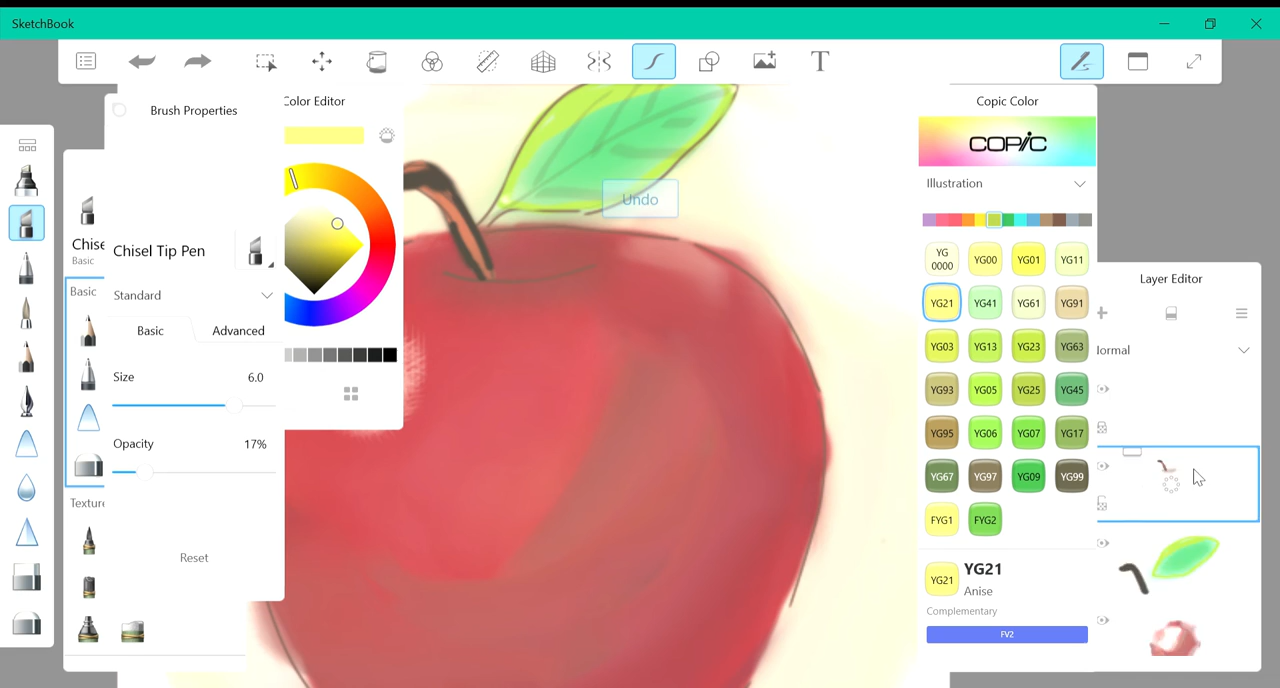 SketchBook
T
Brush Properties
Color Editor
Copic Color
COPIC
Illustration
Undo
Chise
Basic
Basic
Texture
Chisel Tip Pen
Standard
Basic Advanced
Size 6.0
Opacity 17%
Reset
YG 0000 YG00 YG01 YG11
YG21 YG41 YG61 YG91
YG03 YG13 YG23 YG63
YG93 YG05 YG25 YG45
YG95 YG06 YG07 YG17
YG67 YG97 YG09 YG99
FYG1 FYG2
YG21 YG21
Anise
Complementary
FV2
Layer Editor
lormal